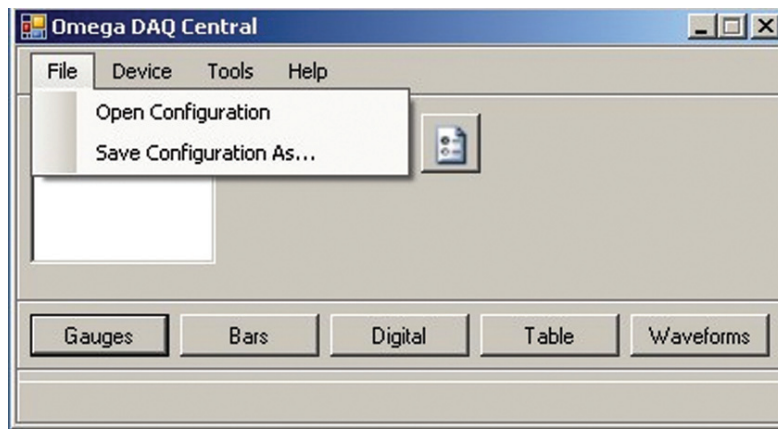 Omega DAQ Central
File Device Tools Help
Open Configuration
Save Configuration As...
Gauges Bars Digital Table Waveforms